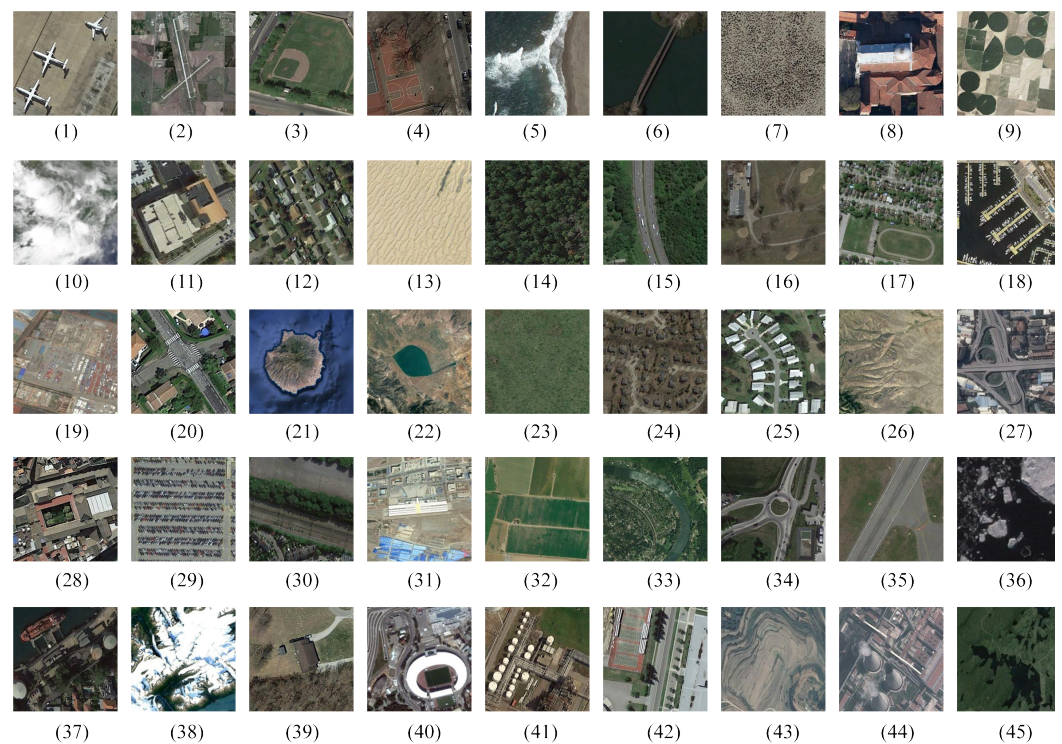 (1) (2) (3) (4) (5) (6) (7) (8) (9)
(10) (11) (12) (13) (14) (15) (16) (17) (18)
(19) (20) (21) (22) (23) (24) (25) (26) (27)
(28) (29) (30) (31) (32) (33) (34) (35) (36)
(37) (38) (39) (40) (41) (42) (43) (44) (45)